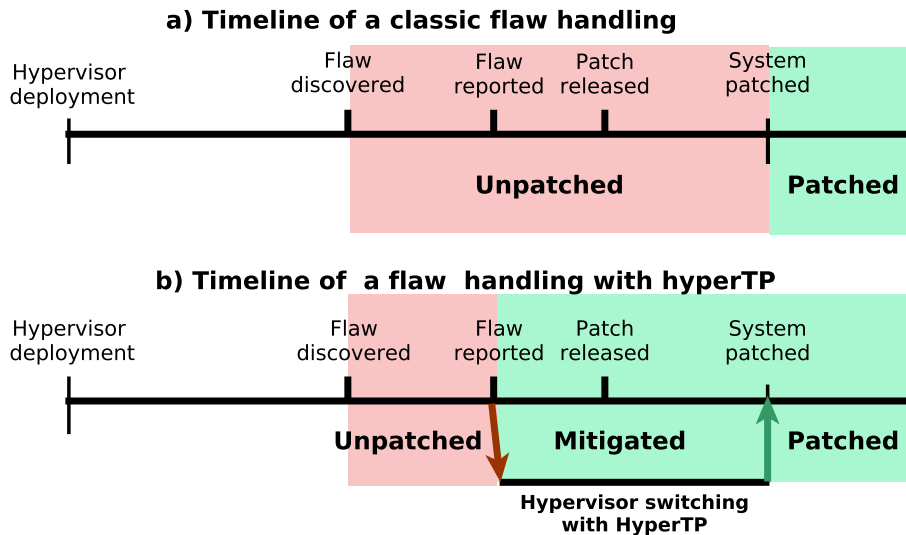 a) Timeline of a classic flaw handling
Hypervisor
deployment
Flaw
discovered
Flaw
reported
Patch
released
System
patched
Unpatched
Patched
b) Timeline of a flaw handling with hyperTP
Hypervisor
deployment
Flaw
discovered
Flaw
reported
Patch
released
System
patched
Unpatched
Mitigated
Patched
Hypervisor switching
with HyperTP